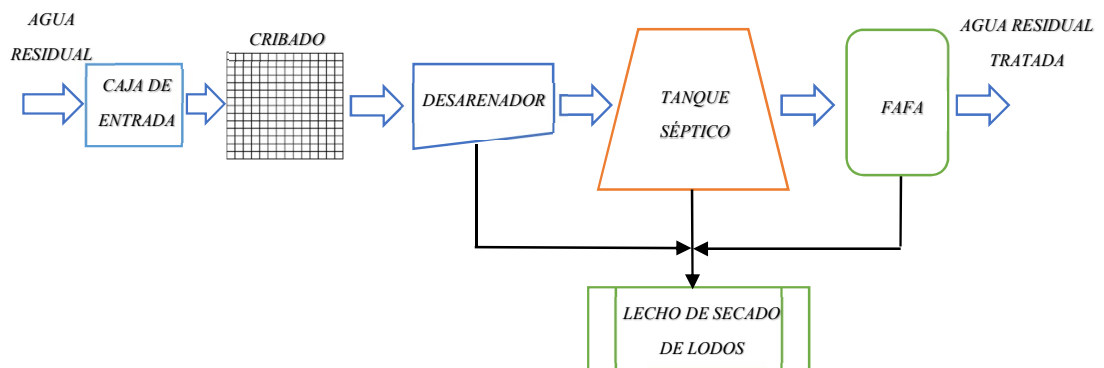 AGUA
RESIDUAL
CAJA DE
ENTRADA
CRIBADO
DESARENADOR
TANQUE
SÉPTICO
FAFA
AGUA RESIDUAL
TRATADA
LECHO DE SECADO
DE LODOS